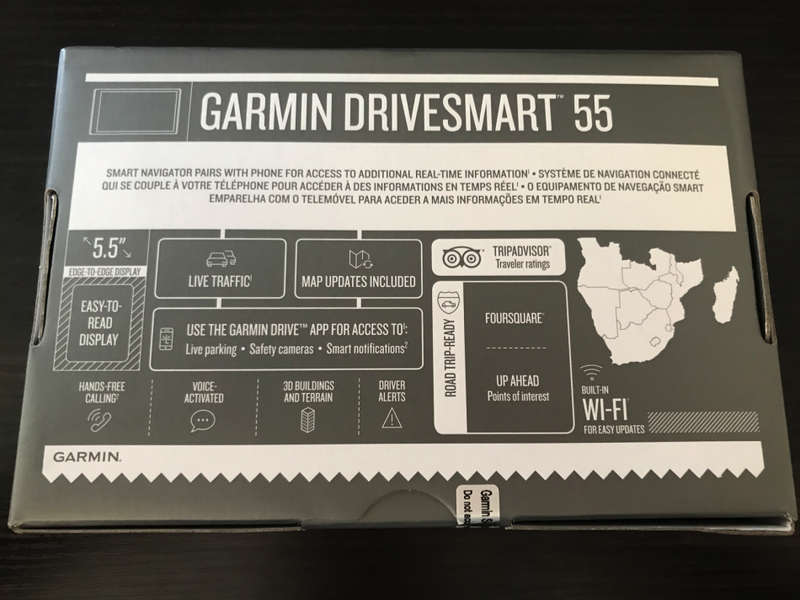 GARMIN DRIVESMART™ 55
SMART NAVIGATOR PAIRS WITH PHONE FOR ACCESS TO ADDITIONAL REAL-TIME INFORMATION¹ • SYSTÈME DE NAVIGATION CONNECTÉ
QUI SE COUPLE À VOTRE TÉLÉPHONE POUR ACCÉDER À DES INFORMATIONS EN TEMPS RÉEL¹ • O EQUIPAMENTO DE NAVEGAÇÃO SMART
EMPARELHA COM O TELEMÓVEL PARA ACEDER A MAIS INFORMAÇÕES EM TEMPO REAL¹
5.5"
EDGE-TO-EDGE DISPLAY
EASY-TO-
READ
DISPLAY
LIVE TRAFFIC¹
MAP UPDATES INCLUDED
USE THE GARMIN DRIVE™ APP FOR ACCESS TO¹:
Live parking • Safety cameras • Smart notifications²
HANDS-FREE
CALLING²
VOICE-
ACTIVATED
3D BUILDINGS
AND TERRAIN
DRIVER
ALERTS
TRIPADVISOR®
Traveler ratings
ROAD TRIP-READY
FOURSQUARE®
UP AHEAD
Points of interest
BUILT-IN
WI-FI®
FOR EASY UPDATES
GARMIN.
Garmin
Do not